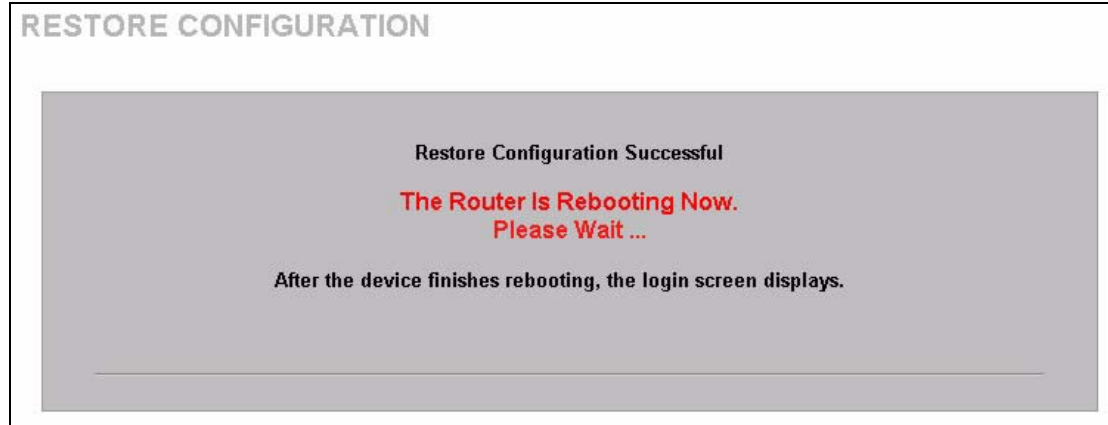 RESTORE CONFIGURATION
Restore Configuration Successful
The Router Is Rebooting Now.
Please Wait ...
After the device finishes rebooting, the login screen displays.